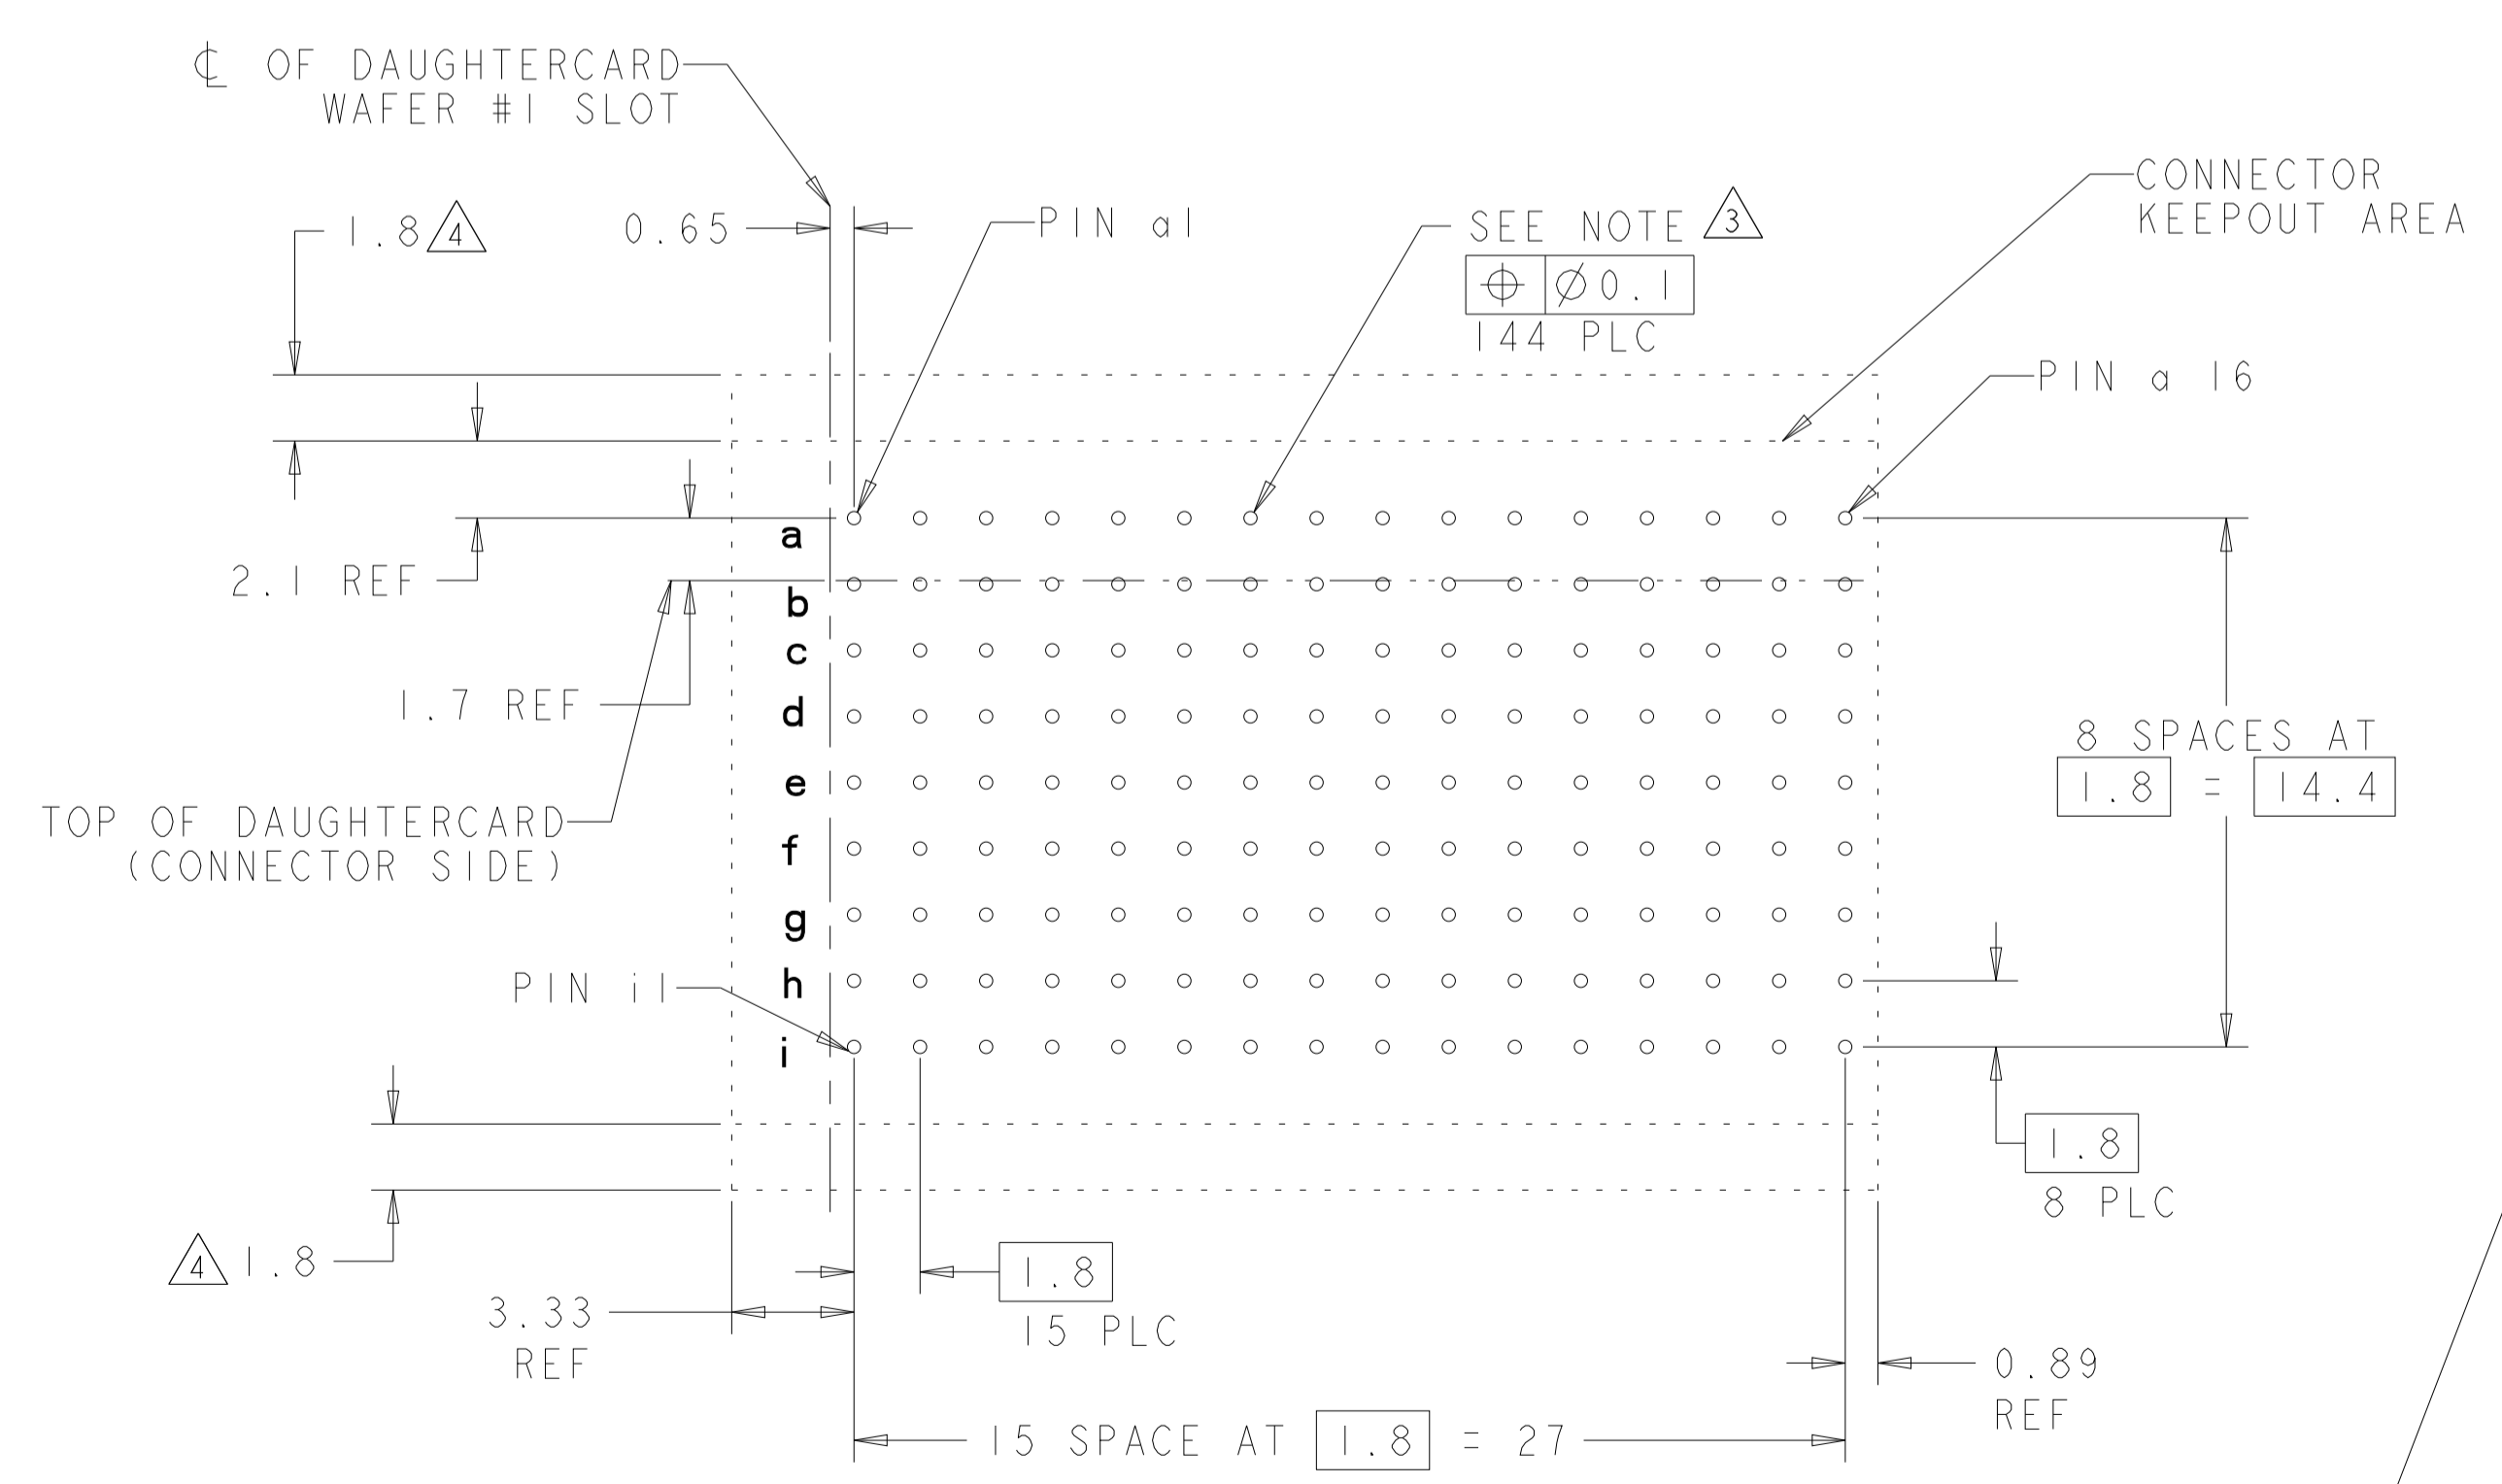 ℄ OF DAUGHTERCARD
WAFER #1 SLOT
CONNECTOR
KEEPOUT AREA
1.8 4
0.65
PIN a1
SEE NOTE 3
⌖ ⌀0.1
144 PLC
PIN a 16
a
2.1 REF
b
c
1.7 REF
d
8 SPACES AT
1.8 = 14.4
e
TOP OF DAUGHTERCARD
(CONNECTOR SIDE)
f
g
PIN i1
h
i
1.8
8 PLC
4 1.8
1.8
15 PLC
3.33
REF
0.89
REF
15 SPACE AT 1.8 = 27